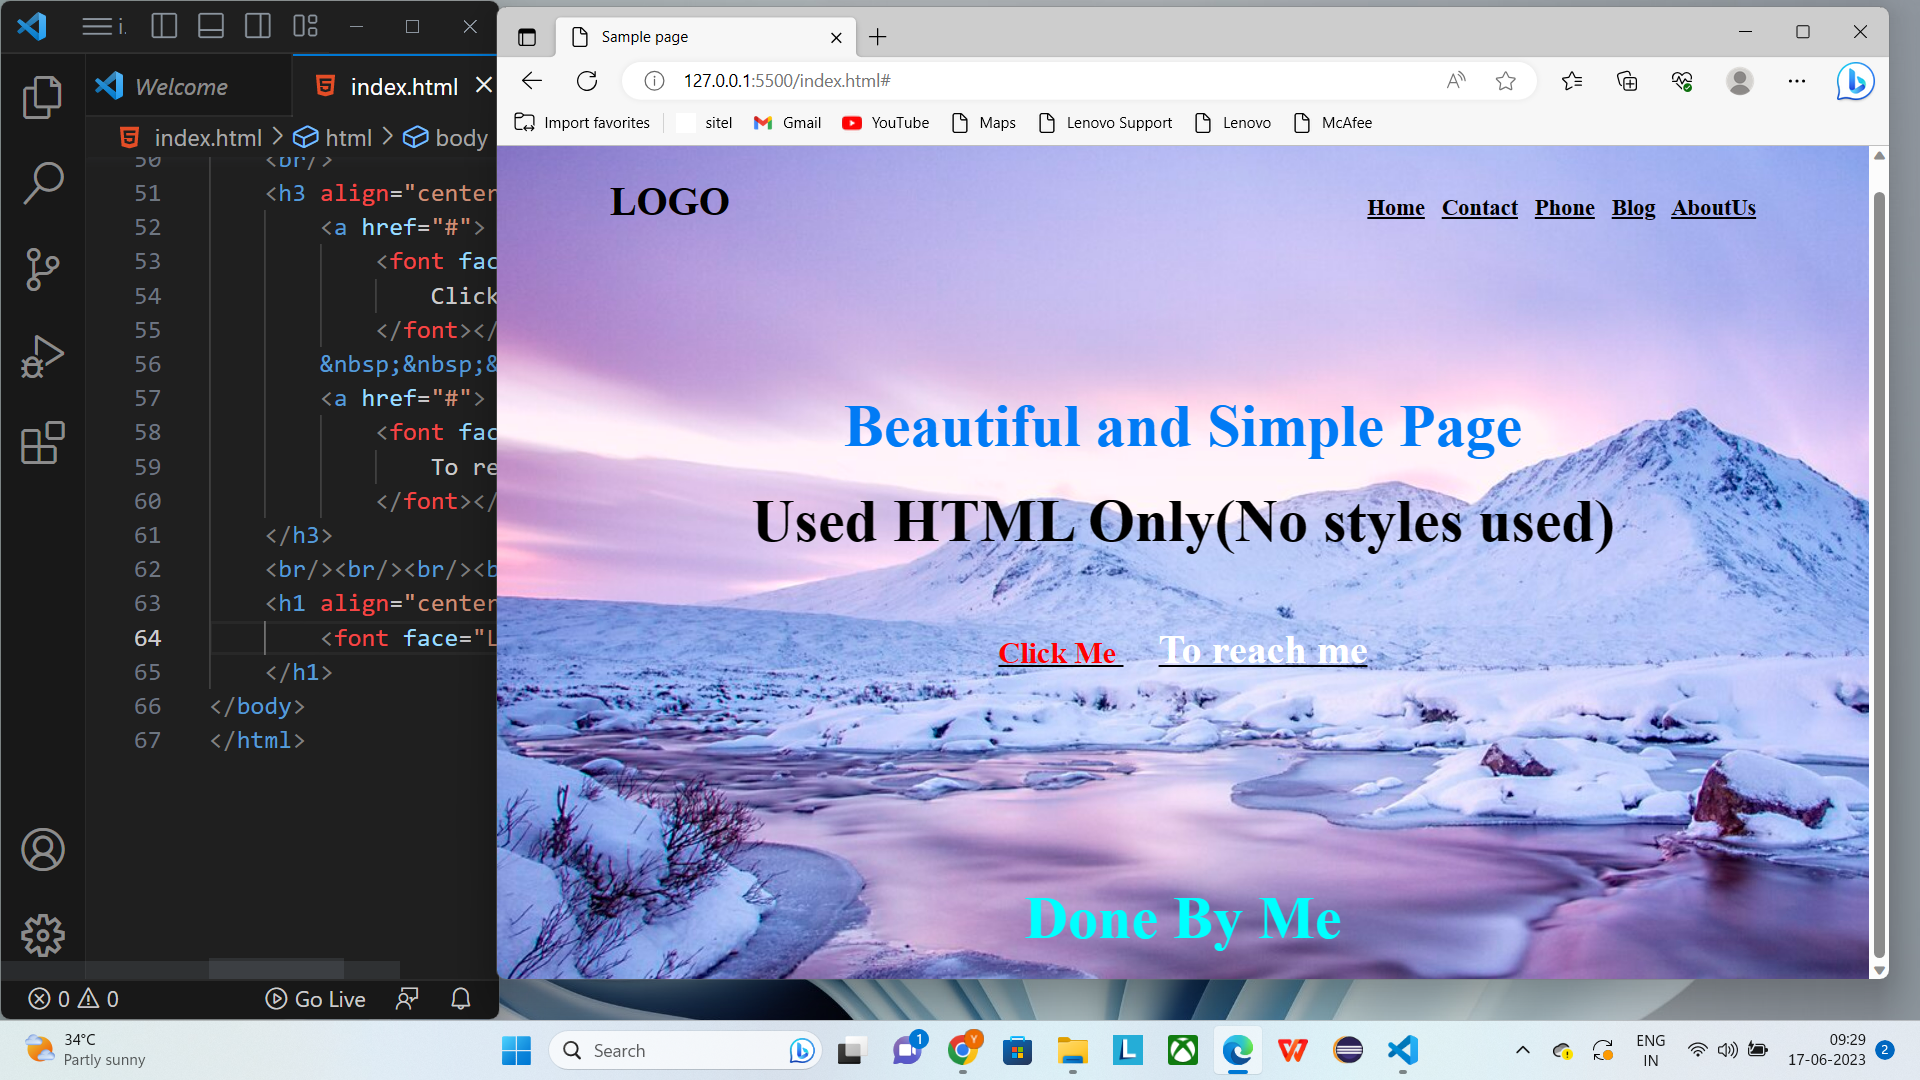 i.
Welcome
index.html
index.html > html > body
50 <br/>
51 <h3 align="center
52 <a href="#">
53 <font fac
54 Click
55 </font></
56 &nbsp;&nbsp;&
57 <a href="#">
58 <font fac
59 To re
60 </font></
61 </h3>
62 <br/><br/><br/><b
63 <h1 align="center
64 <font face="L
65 </h1>
66 </body>
67 </html>
0 0 Go Live
Sample page
127.0.0.1:5500/index.html#
Import favorites sitel Gmail YouTube Maps Lenovo Support Lenovo McAfee
LOGO
Home Contact Phone Blog AboutUs
Beautiful and Simple Page
Used HTML Only(No styles used)
Click Me To reach me
Done By Me
34°C
Partly sunny
Search
1
Y
L
ENG
IN
09:29
17-06-2023
2